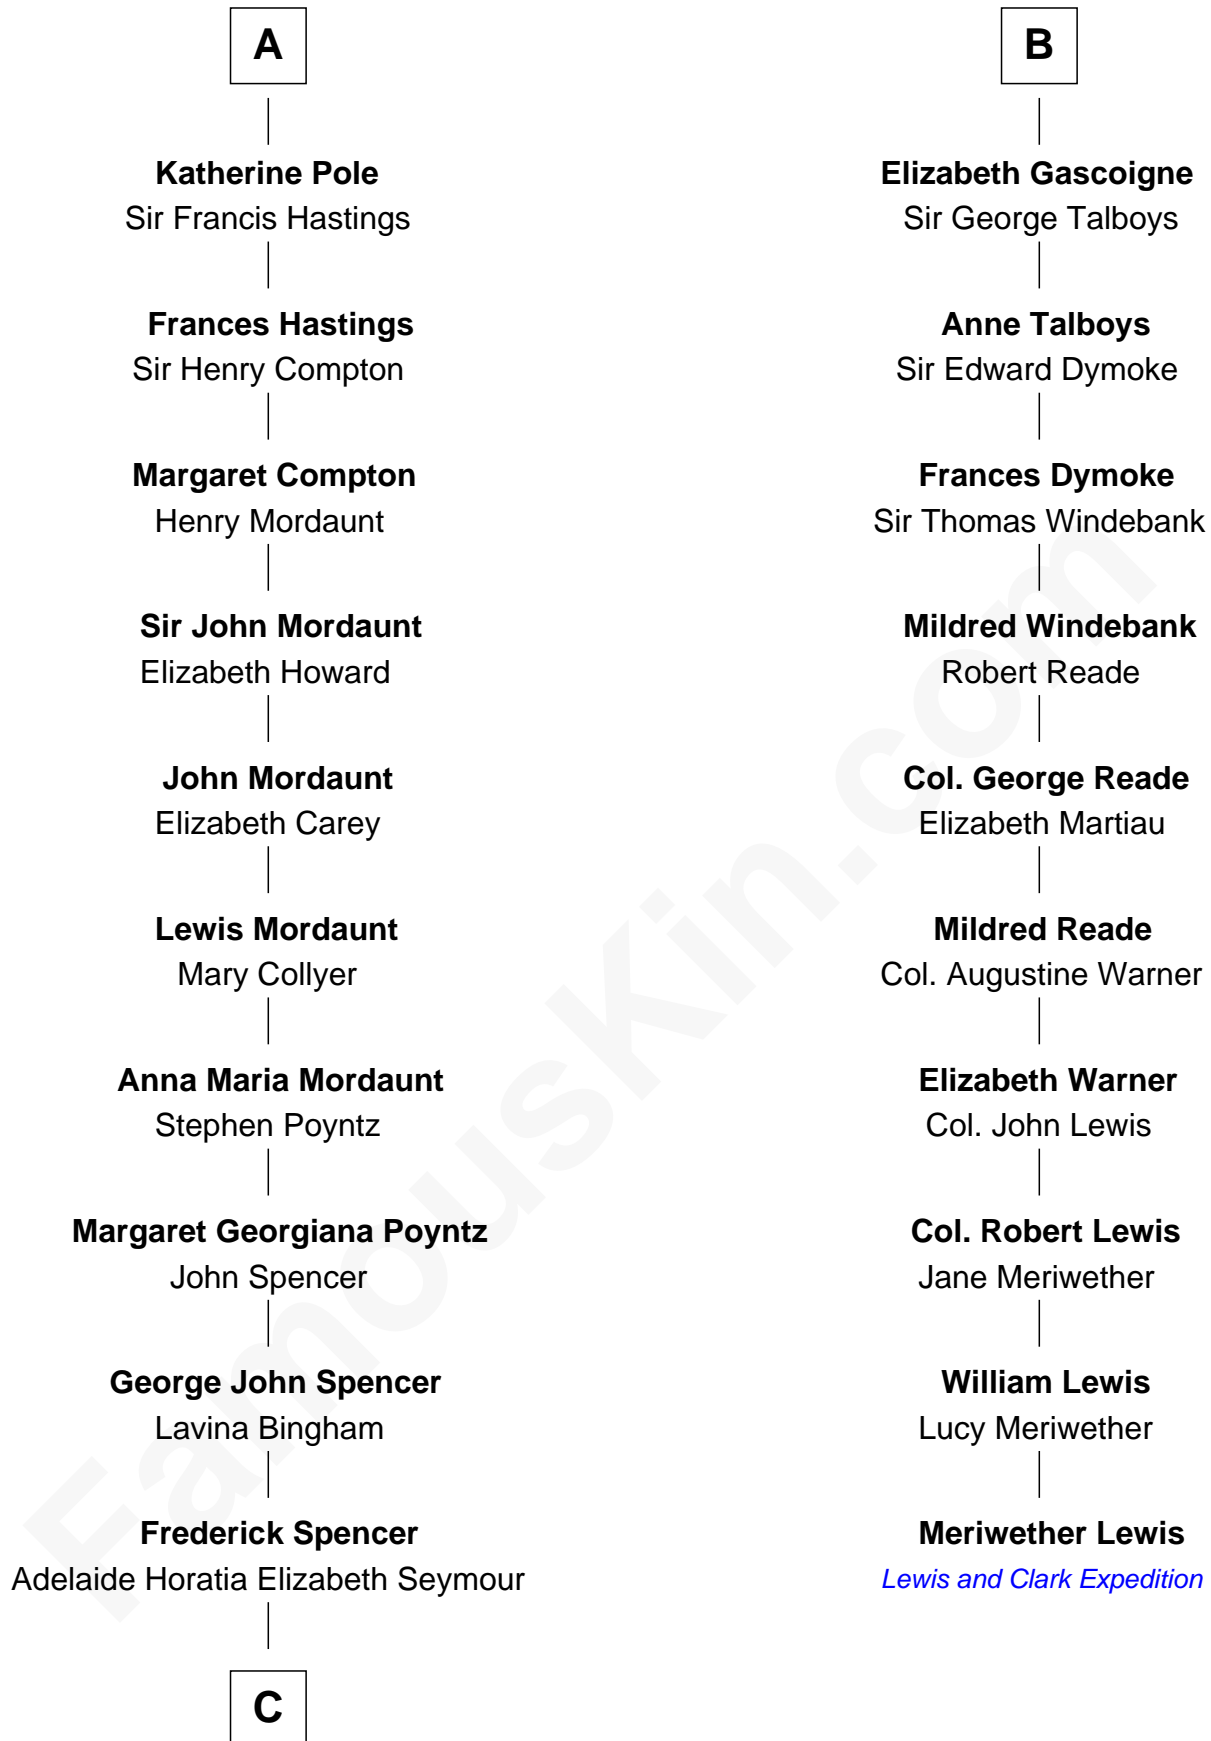 A
Katherine Pole
Sir Francis Hastings
Frances Hastings
Sir Henry Compton
Margaret Compton
Henry Mordaunt
Sir John Mordaunt
Elizabeth Howard
John Mordaunt
Elizabeth Carey
Lewis Mordaunt
Mary Collyer
Anna Maria Mordaunt
Stephen Poyntz
Margaret Georgiana Poyntz
John Spencer
George John Spencer
Lavina Bingham
Frederick Spencer
Adelaide Horatia Elizabeth Seymour
C
B
Elizabeth Gascoigne
Sir George Talboys
Anne Talboys
Sir Edward Dymoke
Frances Dymoke
Sir Thomas Windebank
Mildred Windebank
Robert Reade
Col. George Reade
Elizabeth Martiau
Mildred Reade
Col. Augustine Warner
Elizabeth Warner
Col. John Lewis
Col. Robert Lewis
Jane Meriwether
William Lewis
Lucy Meriwether
Meriwether Lewis
Lewis and Clark Expedition
FamousKin.com